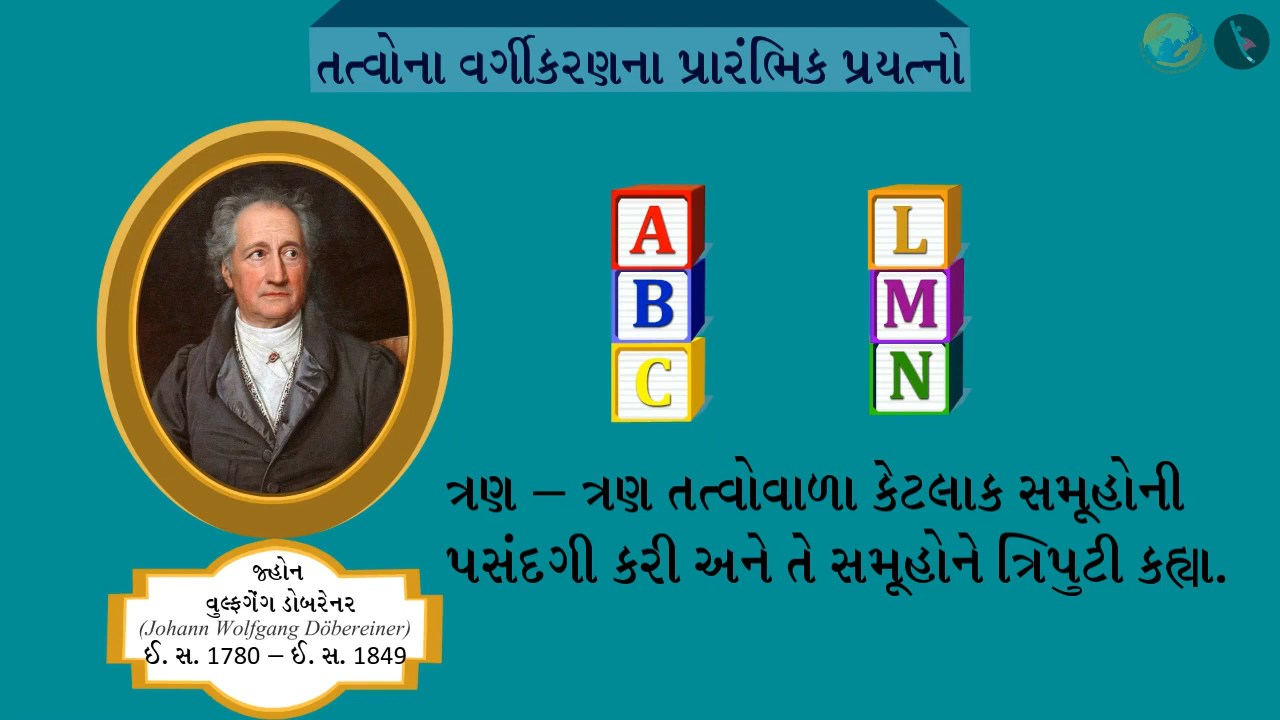 તત્વોના વર્ગીકરણના પ્રારંભિક પ્રયત્નો
A
B
C
L
M
N
ત્રણ – ત્રણ તત્વોવાળા કેટલાક સમૂહોની
પસંદગી કરી અને તે સમૂહોને ત્રિપુટી કહ્યા.
જ્હોન
વુલ્ફગેંગ ડોબરેનર
(Johann Wolfgang Döbereiner)
ઈ. સ. 1780 – ઈ. સ. 1849